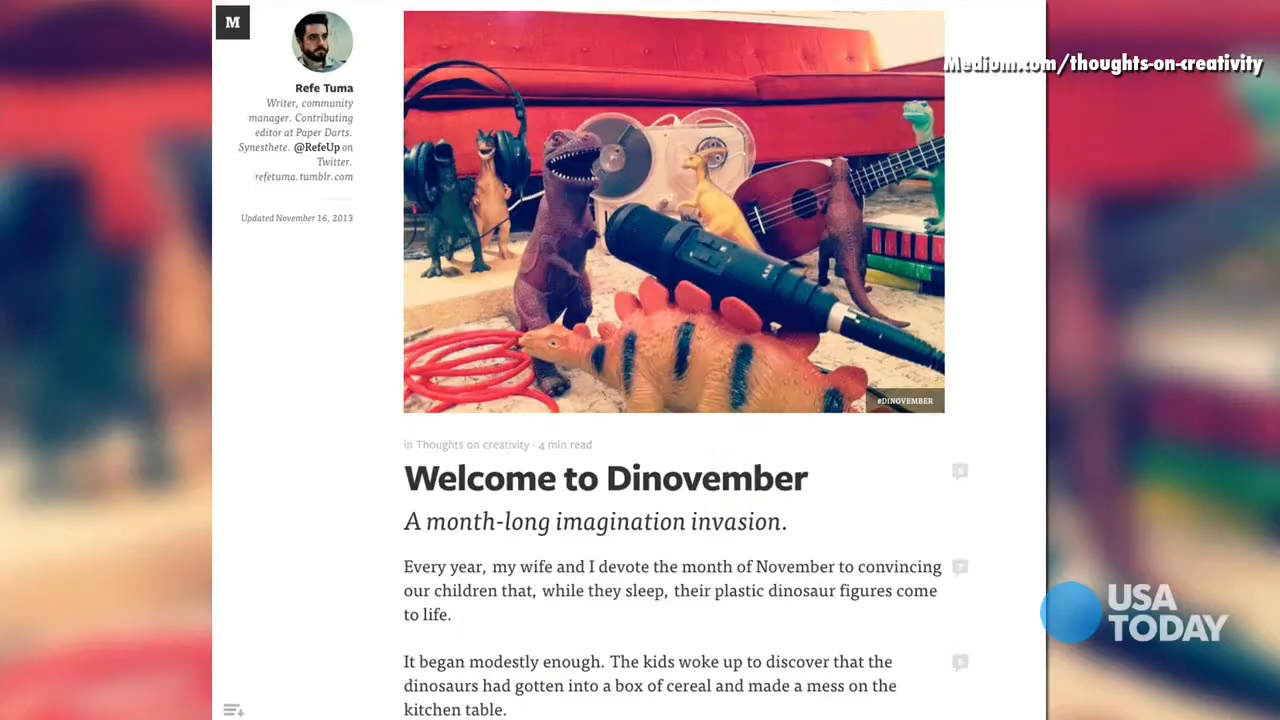 M
Medium.com/thoughts-on-creativity
Refe Tuma
Writer, community
manager. Contributing
editor at Paper Darts.
Synesthete. @RefeUp on
Twitter.
refetuma.tumblr.com
Updated November 16, 2013
#DINOVEMBER
in Thoughts on creativity · 4 min read
Welcome to Dinovember
A month-long imagination invasion.
Every year, my wife and I devote the month of November to convincing
our children that, while they sleep, their plastic dinosaur figures come
to life.
It began modestly enough. The kids woke up to discover that the
dinosaurs had gotten into a box of cereal and made a mess on the
kitchen table.
USA
TODAY